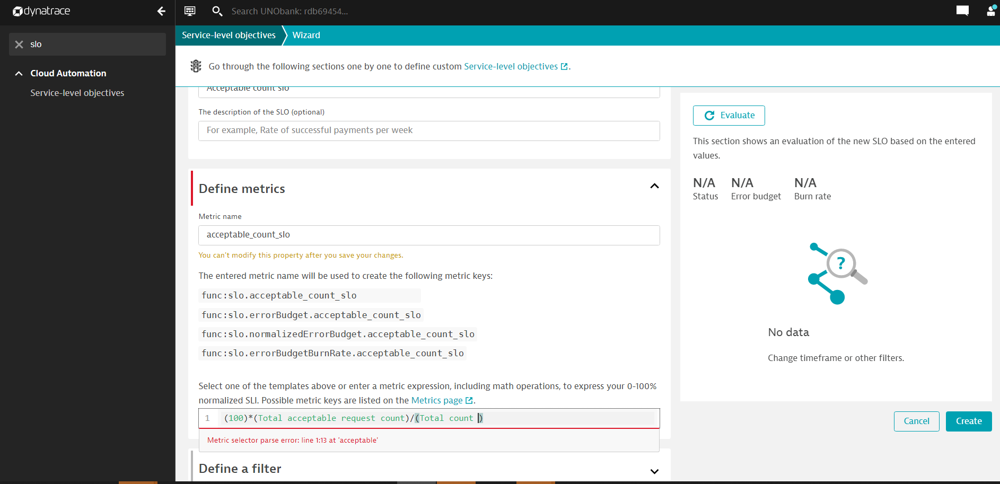 dynatrace
Search UNObank: rdb69454...
slo
Service-level objectives
Wizard
Cloud Automation
Service-level objectives
Go through the following sections one by one to define custom Service-level objectives.
Acceptable count slo
The description of the SLO (optional)
For example, Rate of successful payments per week
Define metrics
Metric name
acceptable_count_slo
You can't modify this property after you save your changes.
The entered metric name will be used to create the following metric keys:
func:slo.acceptable_count_slo
func:slo.errorBudget.acceptable_count_slo
func:slo.normalizedErrorBudget.acceptable_count_slo
func:slo.errorBudgetBurnRate.acceptable_count_slo
Select one of the templates above or enter a metric expression, including math operations, to express your 0-100%
normalized SLI. Possible metric keys are listed on the Metrics page.
1 (100)*(Total acceptable request count)/(Total count )
Metric selector parse error: line 1:13 at 'acceptable'
Define a filter
Evaluate
This section shows an evaluation of the new SLO based on the entered
values.
N/A N/A N/A
Status Error budget Burn rate
?
No data
Change timeframe or other filters.
Cancel Create